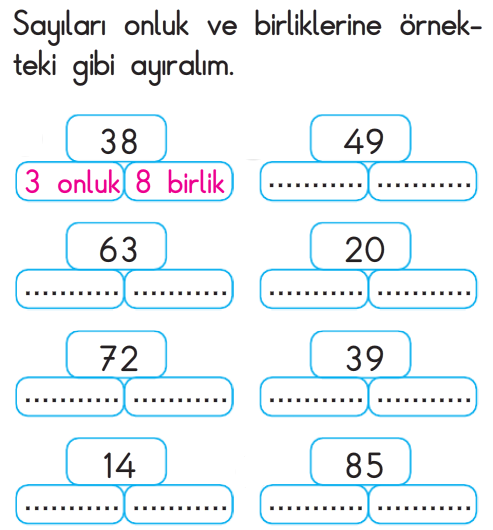 Sayıları onluk ve birliklerine örnek-
teki gibi ayıralım.
38 49
3 onluk 8 birlik ........... ...........
63 20
........... ........... ........... ...........
72 39
........... ........... ........... ...........
14 85
........... ........... ........... ...........